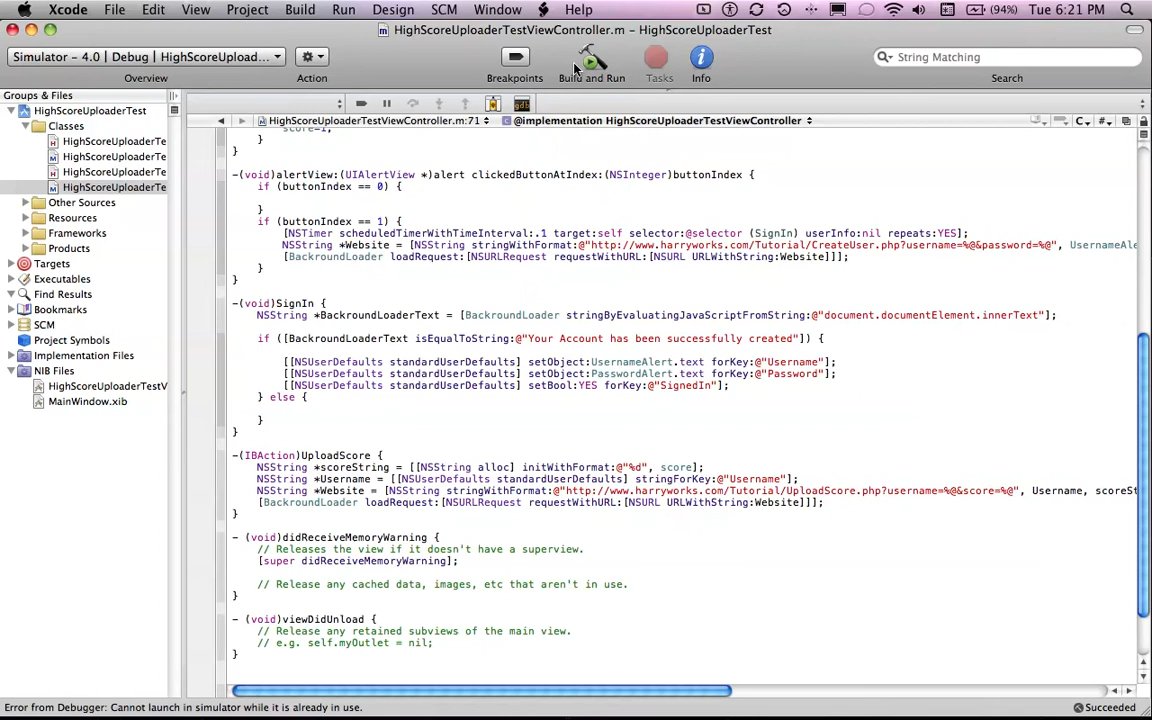 Xcode File Edit View Project Build Run Design SCM Window Help (94%) Tue 6:21 PM
HighScoreUploaderTestViewController.m - HighScoreUploaderTest
Simulator - 4.0 | Debug | HighScoreUpload... String Matching
Overview Action Breakpoints Build and Run Tasks Info Search
Groups & Files
HighScoreUploaderTestViewController.m:71 @implementation HighScoreUploaderTestViewController C #
HighScoreUploaderTest
Classes
HighScoreUploaderTe
HighScoreUploaderTe
HighScoreUploaderTe
HighScoreUploaderTe
Other Sources
Resources
Frameworks
Products
Targets
Executables
Find Results
Bookmarks
SCM
Project Symbols
Implementation Files
NIB Files
HighScoreUploaderTestV
MainWindow.xib
score=1;
}
}
-(void)alertView:(UIAlertView *)alert clickedButtonAtIndex:(NSInteger)buttonIndex {
if (buttonIndex == 0) {
}
if (buttonIndex == 1) {
[NSTimer scheduledTimerWithTimeInterval:.1 target:self selector:@selector (SignIn) userInfo:nil repeats:YES];
NSString *Website = [NSString stringWithFormat:@"http://www.harryworks.com/Tutorial/CreateUser.php?username=%@&password=%@", UsernameAle
[BackroundLoader loadRequest:[NSURLRequest requestWithURL:[NSURL URLWithString:Website]]];
}
}
-(void)SignIn {
NSString *BackroundLoaderText = [BackroundLoader stringByEvaluatingJavaScriptFromString:@"document.documentElement.innerText"];
if ([BackroundLoaderText isEqualToString:@"Your Account has been successfully created"]) {
[[NSUserDefaults standardUserDefaults] setObject:UsernameAlert.text forKey:@"Username"];
[[NSUserDefaults standardUserDefaults] setObject:PasswordAlert.text forKey:@"Password"];
[[NSUserDefaults standardUserDefaults] setBool:YES forKey:@"SignedIn"];
} else {
}
}
-(IBAction)UploadScore {
NSString *scoreString = [[NSString alloc] initWithFormat:@"%d", score];
NSString *Username = [[NSUserDefaults standardUserDefaults] stringForKey:@"Username"];
NSString *Website = [NSString stringWithFormat:@"http://www.harryworks.com/Tutorial/UploadScore.php?username=%@&score=%@", Username, scoreSt
[BackroundLoader loadRequest:[NSURLRequest requestWithURL:[NSURL URLWithString:Website]]];
}
- (void)didReceiveMemoryWarning {
// Releases the view if it doesn't have a superview.
[super didReceiveMemoryWarning];
// Release any cached data, images, etc that aren't in use.
}
- (void)viewDidUnload {
// Release any retained subviews of the main view.
// e.g. self.myOutlet = nil;
}
Error from Debugger: Cannot launch in simulator while it is already in use. Succeeded